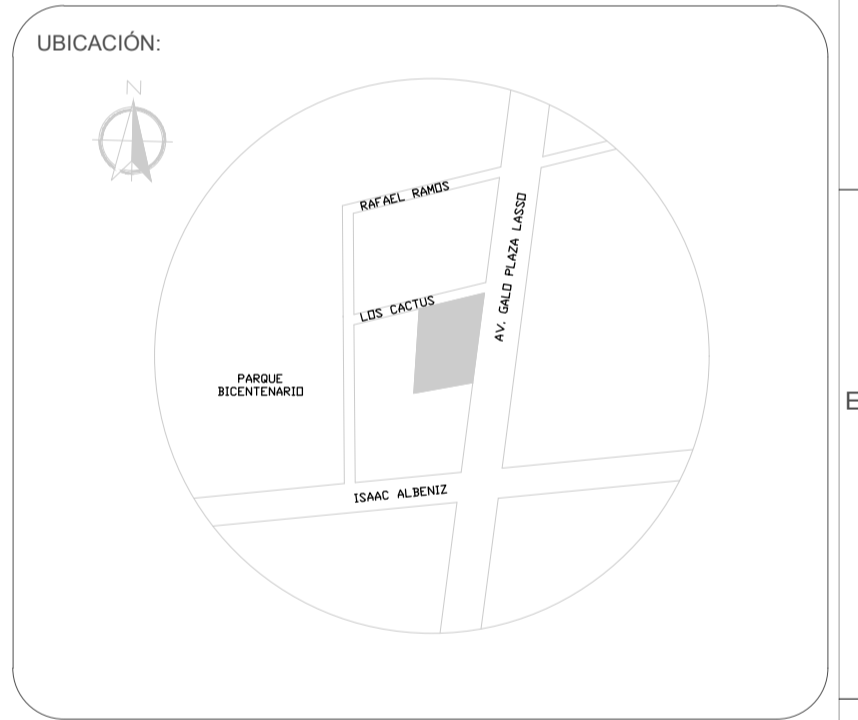 UBICACIÓN:
N
RAFAEL RAMOS
AV. GALO PLAZA LASSO
LOS CACTUS
PARQUE
BICENTENARIO
E
ISAAC ALBENIZ